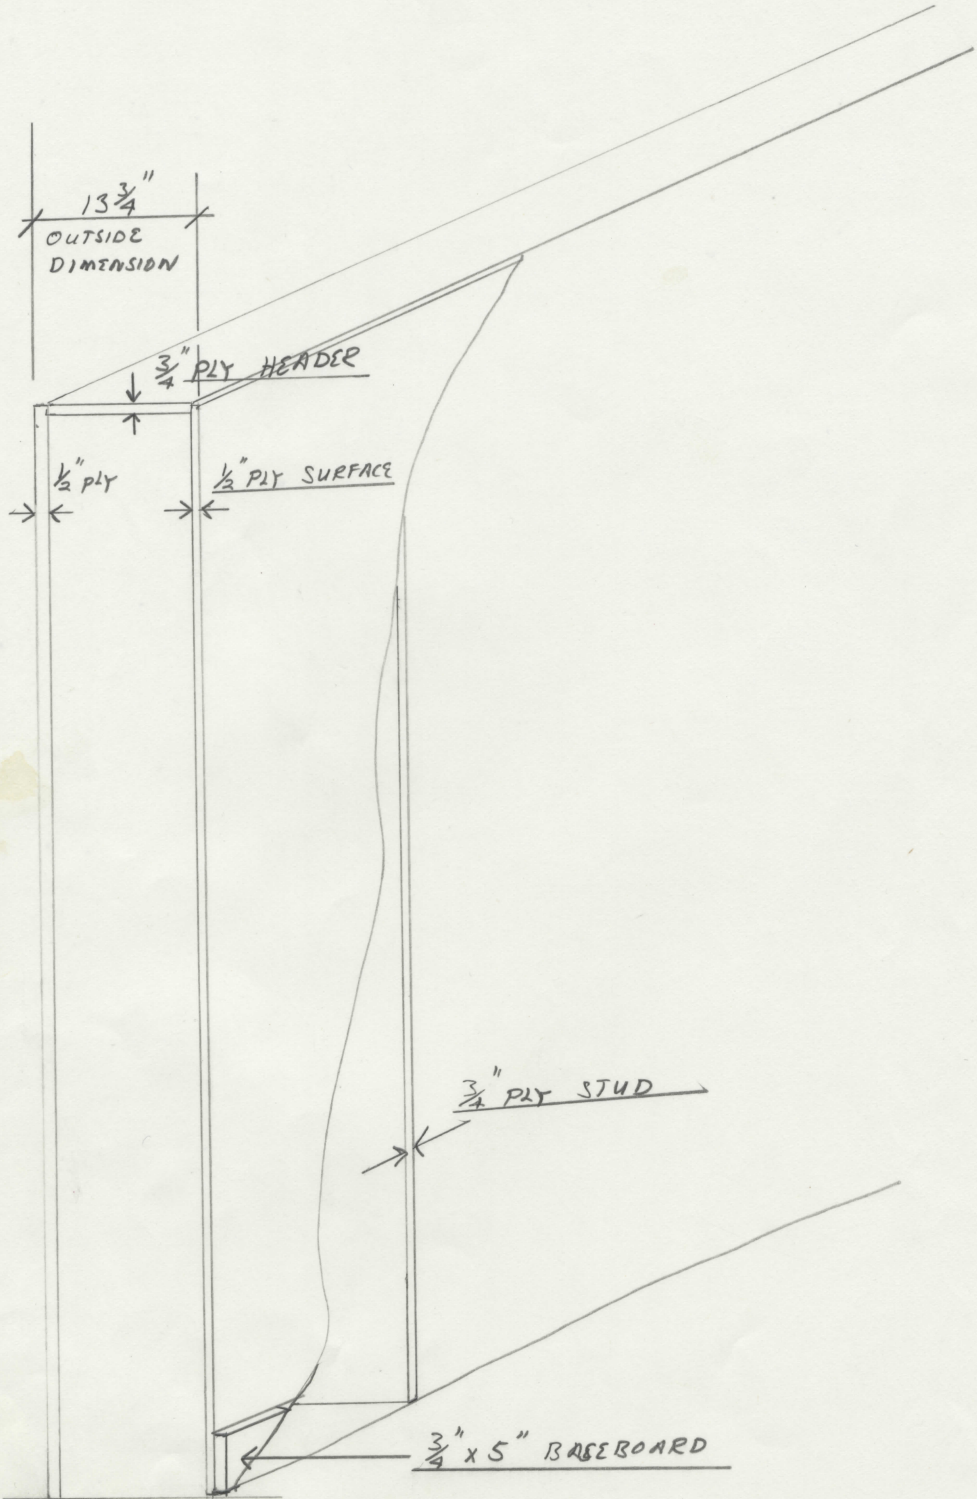 13 3/4"
OUTSIDE
DIMENSION
3/4" PLY HEADER
1/2" PLY
1/2" PLY SURFACE
3/4" PLY STUD
3/4" x 5" BASEBOARD